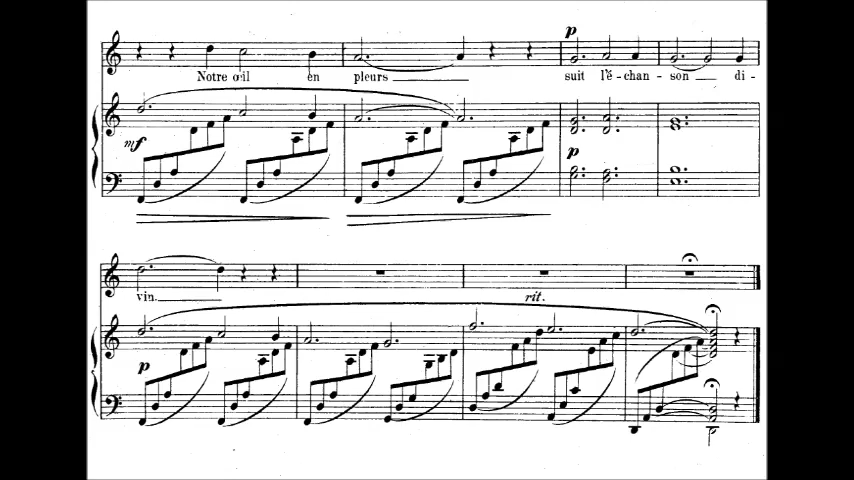 p
Notre œil en pleurs suit l'é-chan-son di-
mf
p
vin.
rit.
p